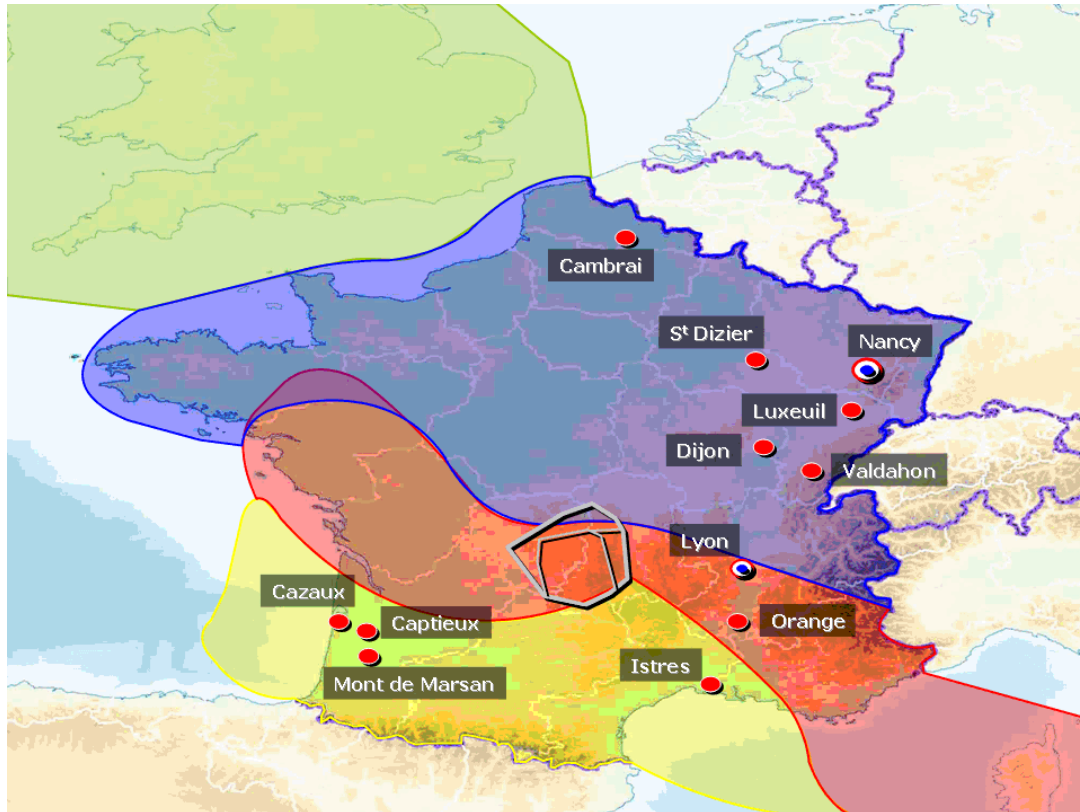 Cambrai
St Dizier
Nancy
Luxeuil
Dijon
Valdahon
Lyon
Cazaux
Captieux
Orange
Istres
Mont de Marsan